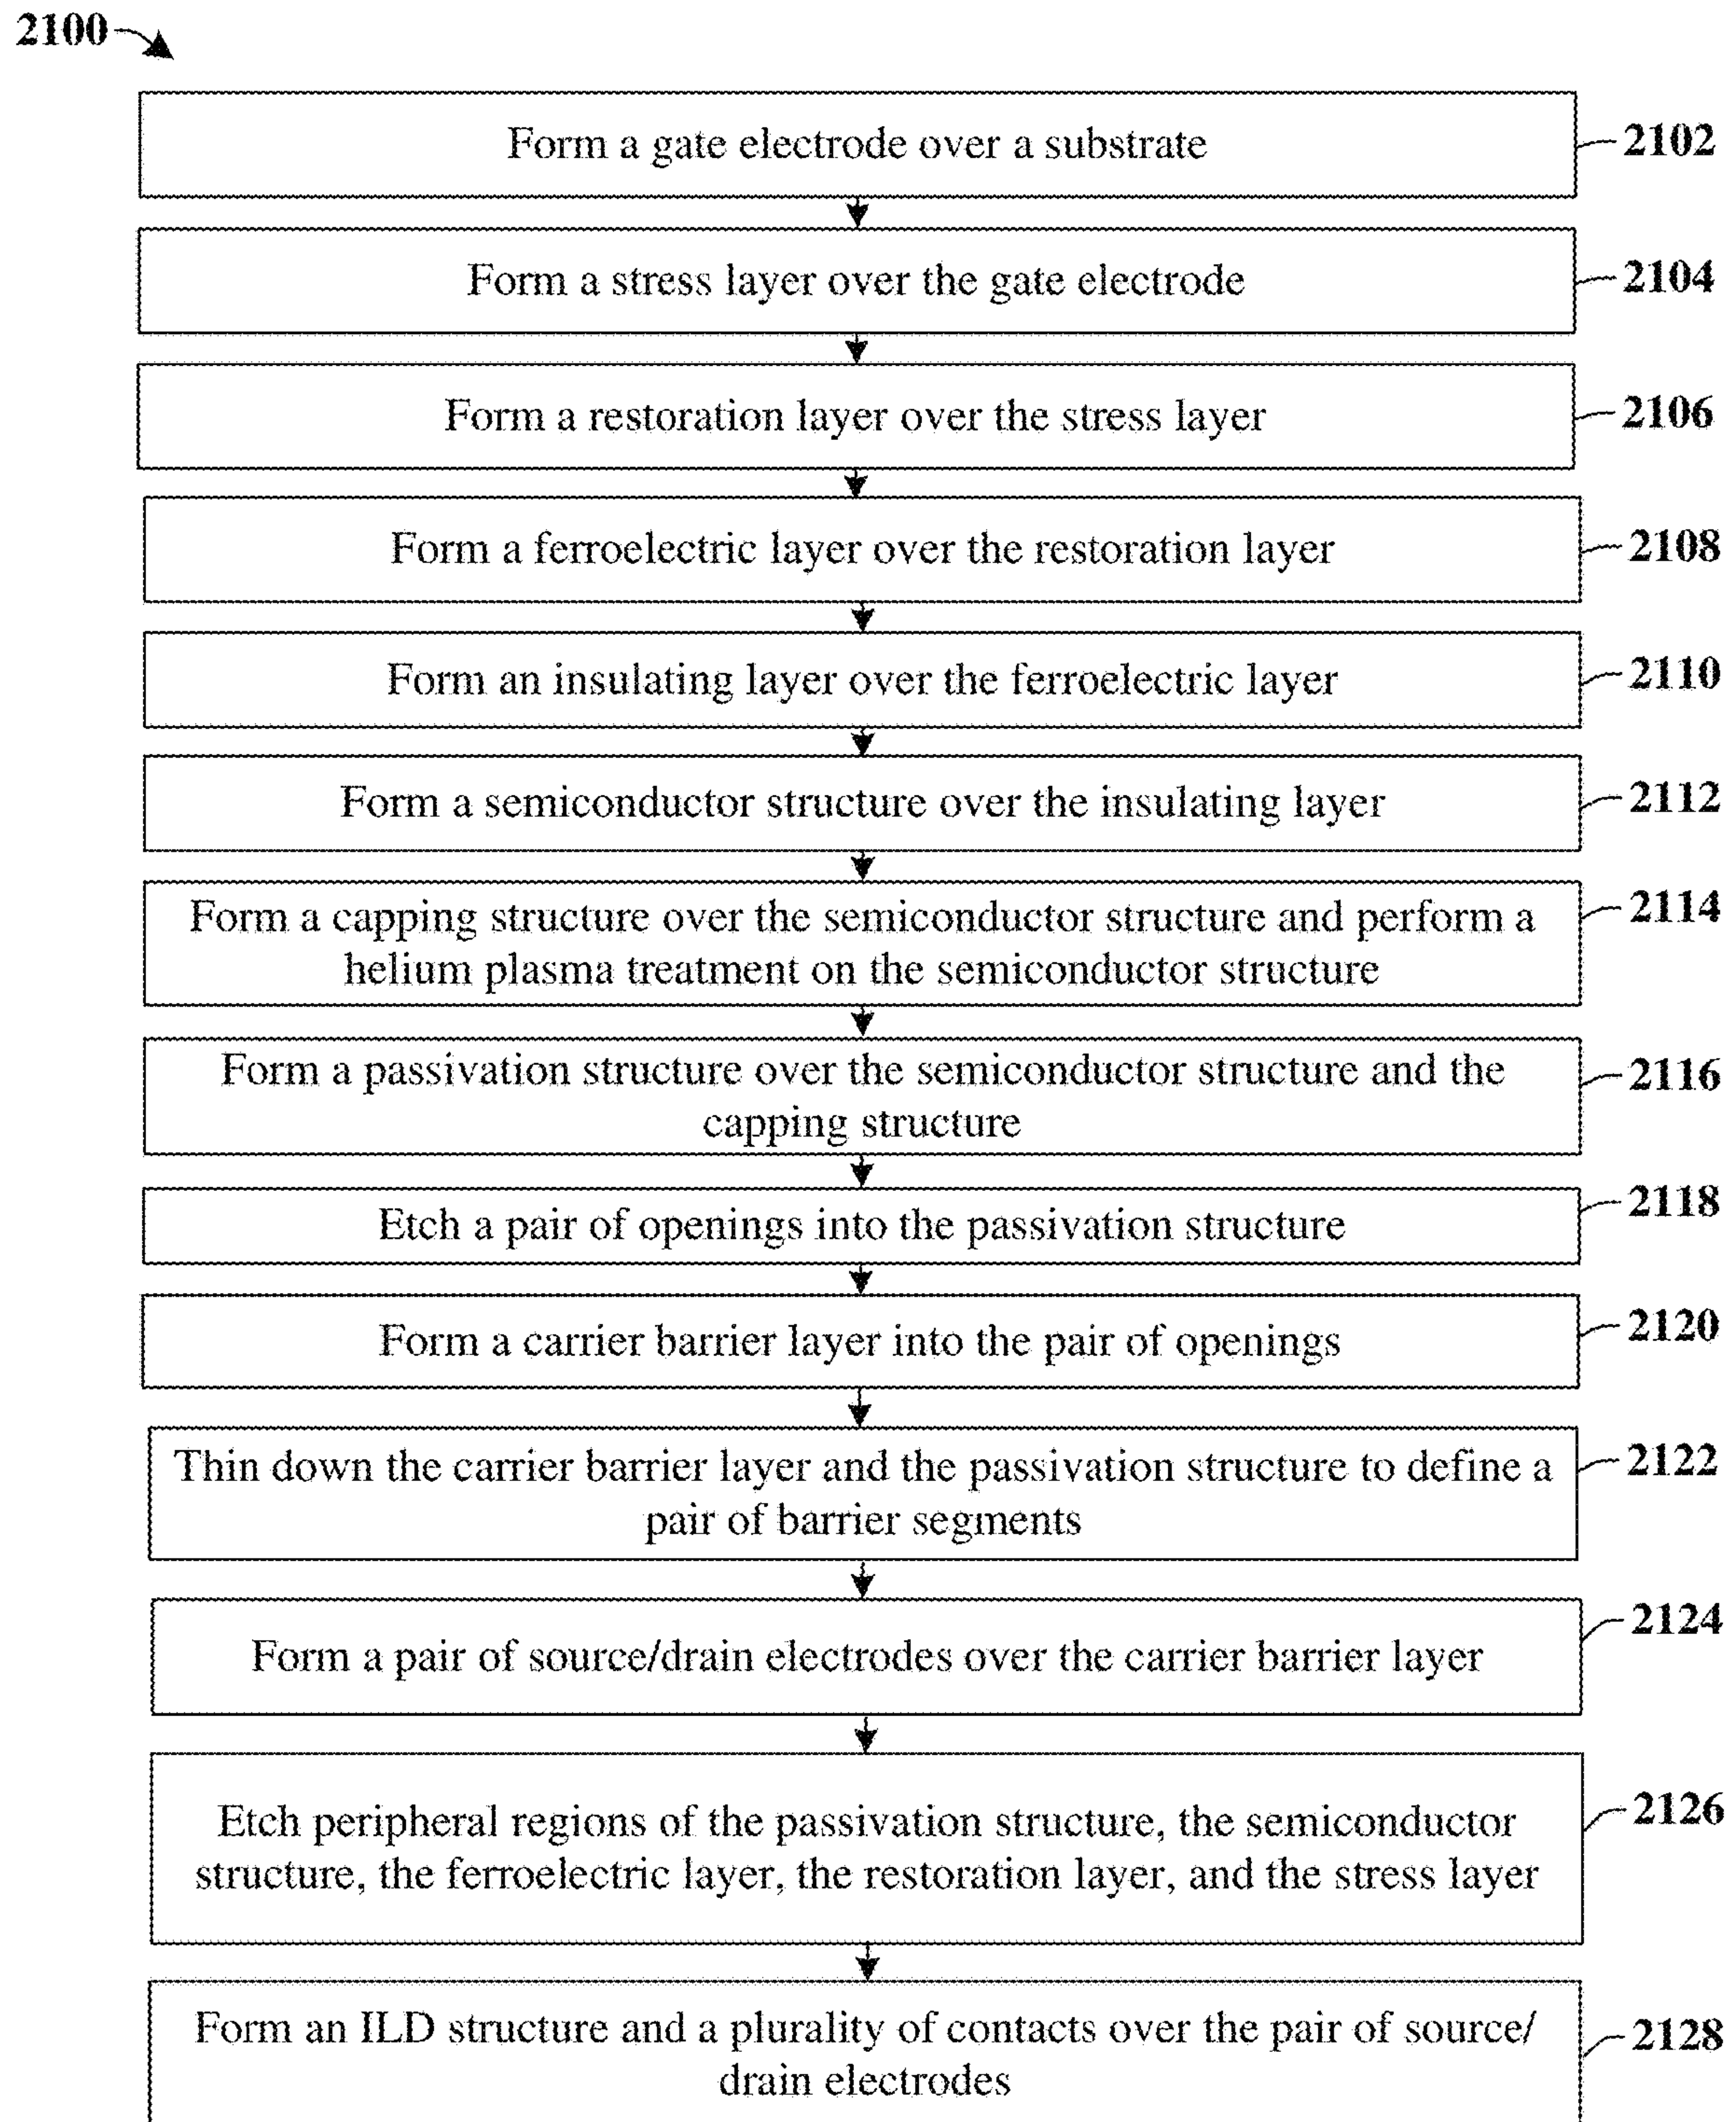 2100
Form a gate electrode over a substrate
2102
Form a stress layer over the gate electrode
2104
Form a restoration layer over the stress layer
2106
Form a ferroelectric layer over the restoration layer
2108
Form an insulating layer over the ferroelectric layer
2110
Form a semiconductor structure over the insulating layer
2112
Form a capping structure over the semiconductor structure and perform a
helium plasma treatment on the semiconductor structure
2114
Form a passivation structure over the semiconductor structure and the
capping structure
2116
Etch a pair of openings into the passivation structure
2118
Form a carrier barrier layer into the pair of openings
2120
Thin down the carrier barrier layer and the passivation structure to define a
pair of barrier segments
2122
Form a pair of source/drain electrodes over the carrier barrier layer
2124
Etch peripheral regions of the passivation structure, the semiconductor
structure, the ferroelectric layer, the restoration layer, and the stress layer
2126
Form an ILD structure and a plurality of contacts over the pair of source/
drain electrodes
2128